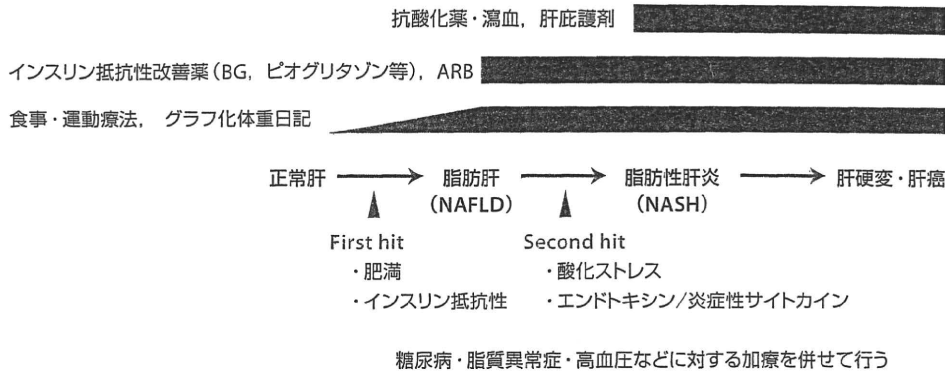 抗酸化薬・瀉血，肝庇護剤
インスリン抵抗性改善薬（BG，ピオグリタゾン等），ARB
食事・運動療法，グラフ化体重日記
正常肝 脂肪肝 脂肪性肝炎 肝硬変・肝癌
（NAFLD） （NASH）
First hit Second hit
・肥満 ・酸化ストレス
・インスリン抵抗性 ・エンドトキシン/炎症性サイトカイン
糖尿病・脂質異常症・高血圧などに対する加療を併せて行う